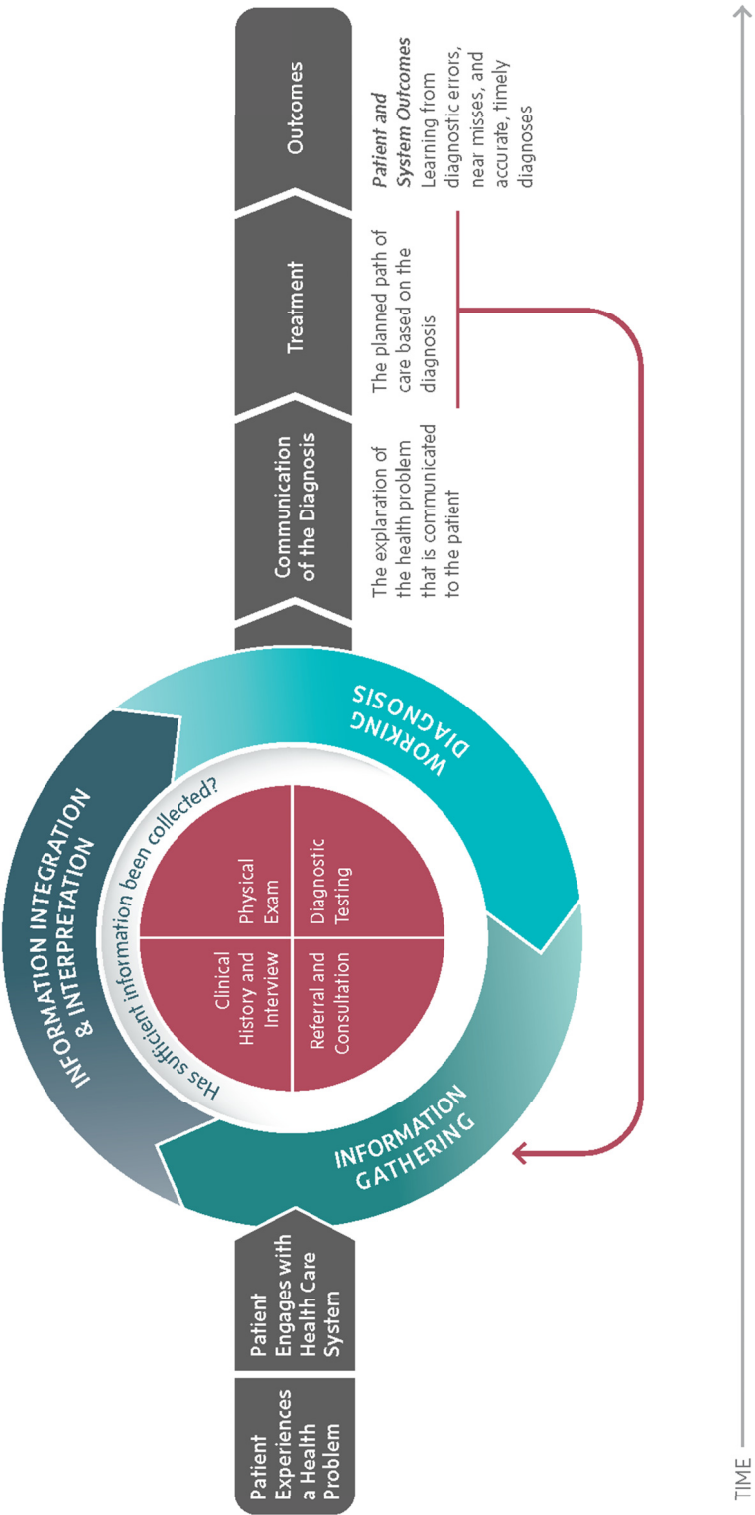 Patient
Experiences
a Health
Problem
Patient
Engages with
Health Care
System
INFORMATION INTEGRATION
& INTERPRETATION
Has sufficient information been collected?
Clinical
History and
Interview
Physical
Exam
Referral and
Consultation
Diagnostic
Testing
INFORMATION
GATHERING
WORKING
DIAGNOSIS
Communication
of the Diagnosis
The explaration of
the health problem
that is communicated
to the patient
Treatment
The planned path of
care based on the
diagnosis
Outcomes
Patient and
System Outcomes
Learning from
diagnostic errors,
near misses, and
accurate, timely
diagnoses
TIME